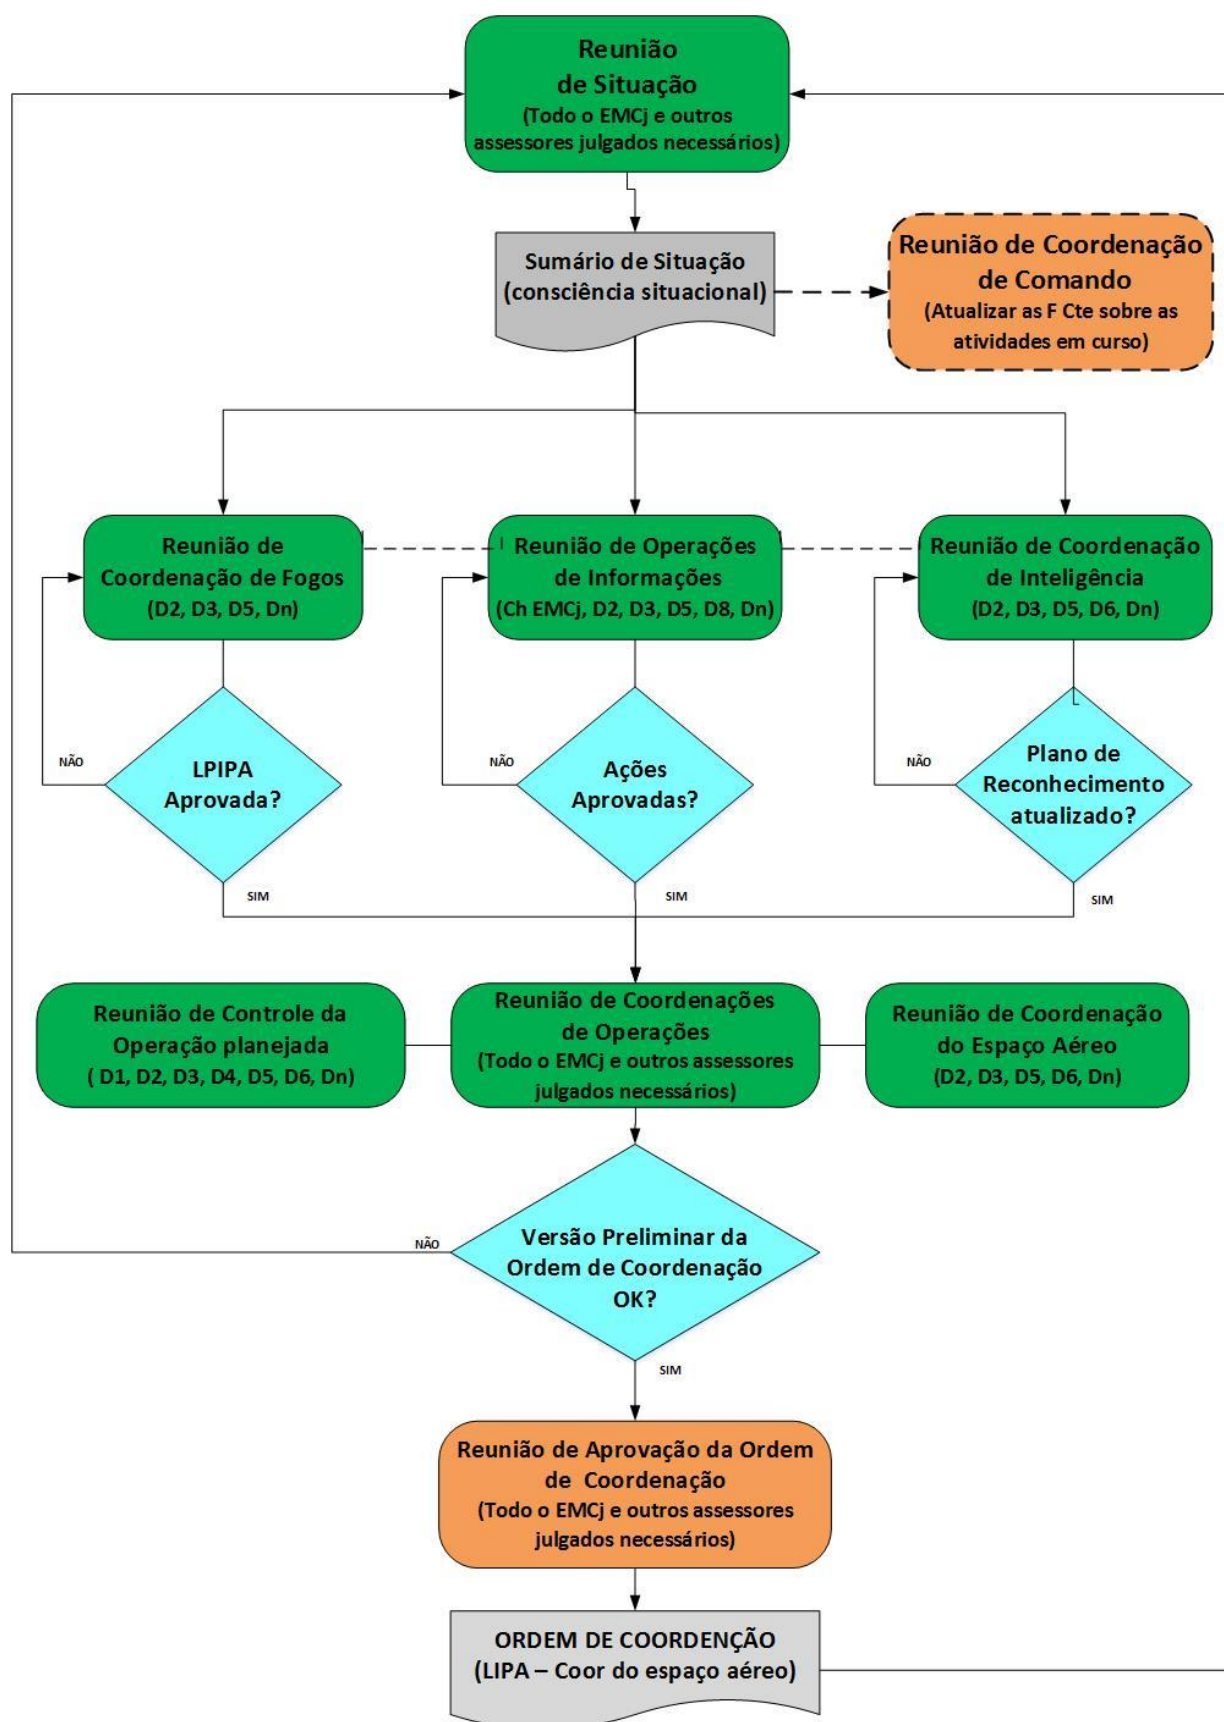 Reunião
de Situação
(Todo o EMCj e outros
assessores julgados necessários)
Sumário de Situação
(consciência situacional)
Reunião de Coordenação
de Comando
(Atualizar as F Cte sobre as
atividades em curso)
Reunião de
Coordenação de Fogos
(D2, D3, D5, Dn)
Reunião de Operações
de Informações
(Ch EMCj, D2, D3, D5, D8, Dn)
Reunião de Coordenação
de Inteligência
(D2, D3, D5, D6, Dn)
NÃO
LPIPA
Aprovada?
SIM
NÃO
Ações
Aprovadas?
SIM
NÃO
Plano de
Reconhecimento
atualizado?
SIM
Reunião de Controle da
Operação planejada
( D1, D2, D3, D4, D5, D6, Dn)
Reunião de Coordenações
de Operações
(Todo o EMCj e outros assessores
julgados necessários)
Reunião de Coordenação
do Espaço Aéreo
(D2, D3, D5, D6, Dn)
NÃO
Versão Preliminar da
Ordem de Coordenação
OK?
SIM
Reunião de Aprovação da Ordem
de Coordenação
(Todo o EMCj e outros assessores
julgados necessários)
ORDEM DE COORDENÇÃO
(LIPA – Coor do espaço aéreo)